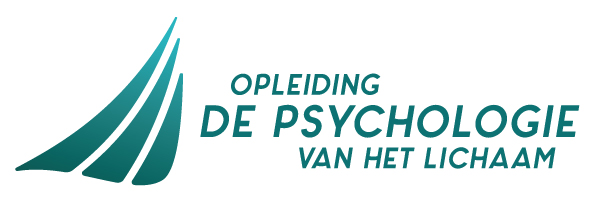 OPLEIDING
DE PSYCHOLOGIE
VAN HET LICHAAM